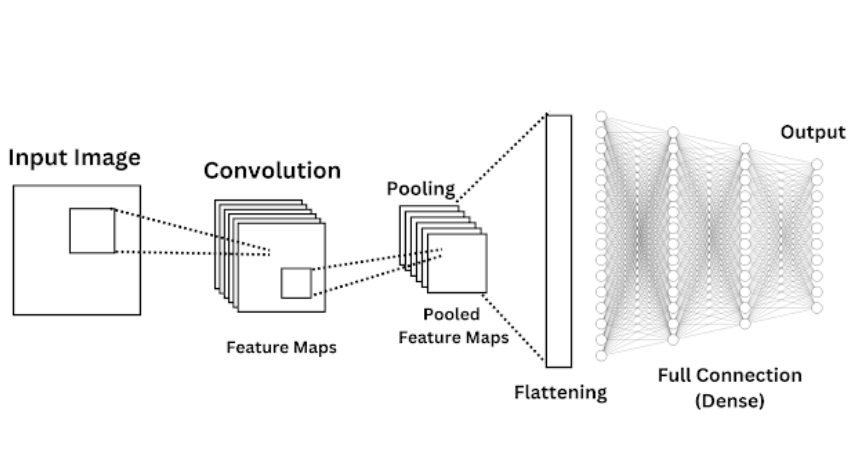 Input Image
Convolution
Feature Maps
Pooling
Pooled
Feature Maps
Flattening
Full Connection
(Dense)
Output